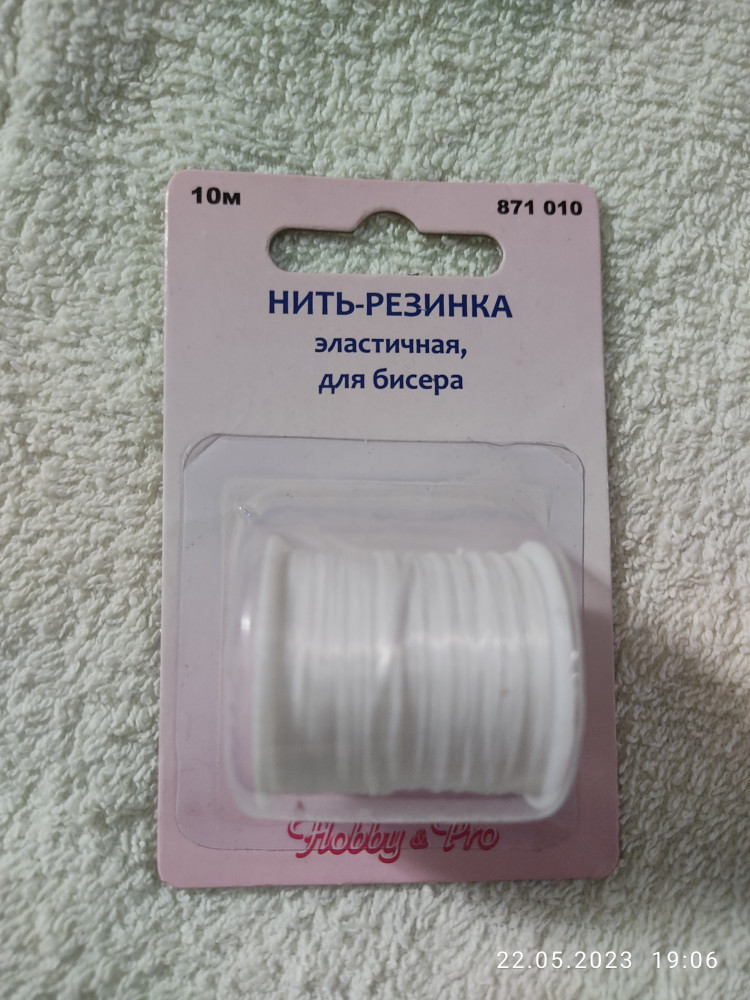 10м
871 010
НИТЬ-РЕЗИНКА
эластичная,
для бисера
Hobby & Pro
22.05.2023 19:06